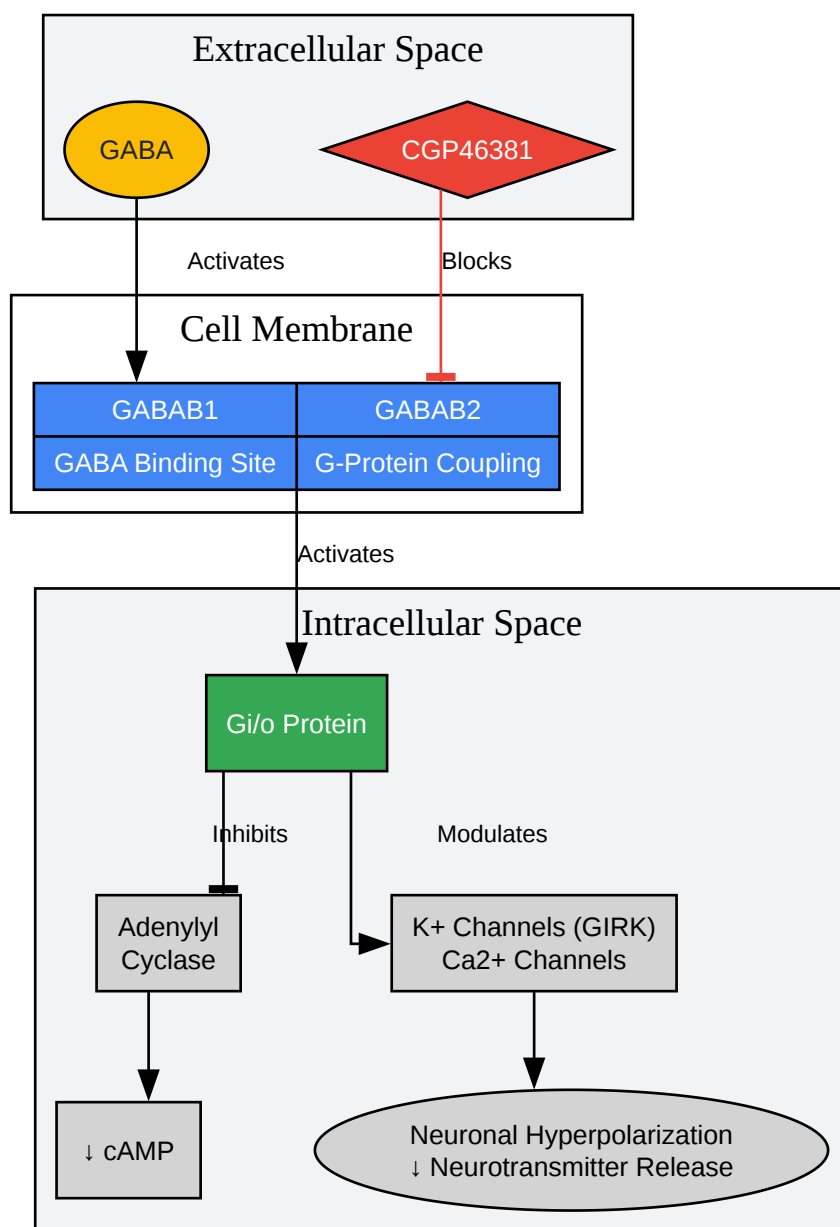 Extracellular Space
GABA
CGP46381
Activates
Blocks
Cell Membrane
GABAB1
GABAB2
GABA Binding Site
G-Protein Coupling
Activates
Intracellular Space
Gi/o Protein
Inhibits
Modulates
Adenylyl
Cyclase
K+ Channels (GIRK)
Ca2+ Channels
↓ cAMP
Neuronal Hyperpolarization
↓ Neurotransmitter Release